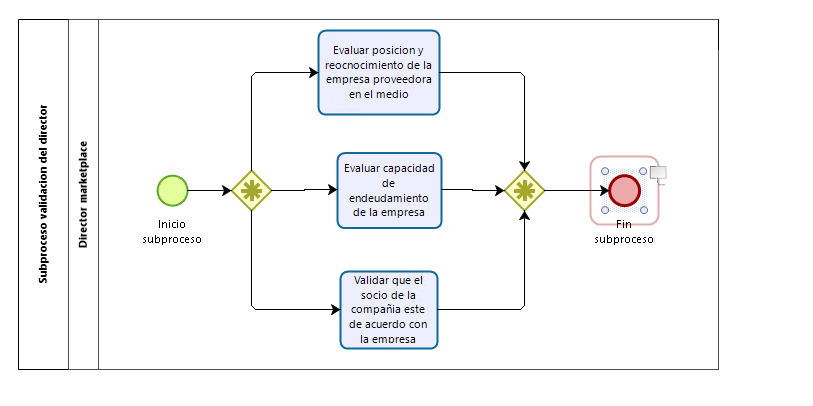 Subproceso validacion del director
Director marketplace
Inicio
subproceso
Evaluar posicion y
reocnocimiento de la
empresa proveedora
en el medio
Evaluar capacidad
de
endeudamiento
de la empresa
Validar que el
socio de la
compañia este
de acuerdo con
la empresa
Fin
subproceso